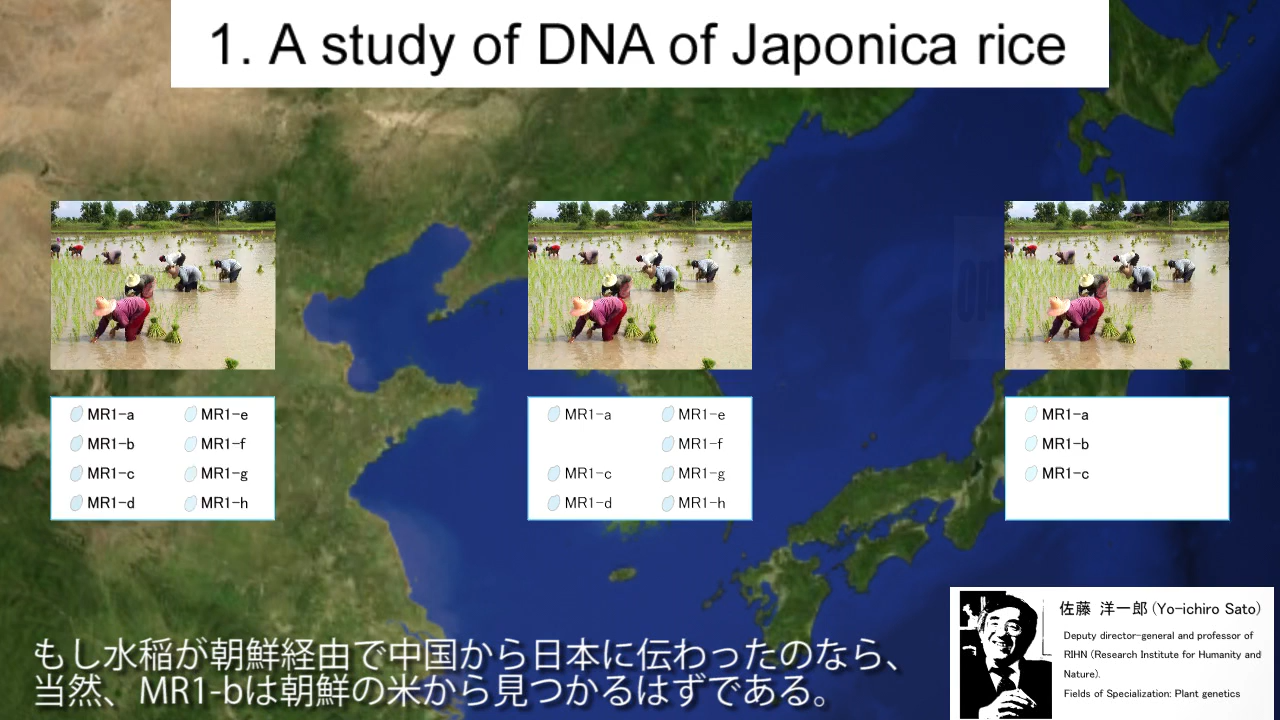 1. A study of DNA of Japonica rice
MR1-a MR1-e
MR1-b MR1-f
MR1-c MR1-g
MR1-d MR1-h
MR1-a MR1-e
MR1-f
MR1-c MR1-g
MR1-d MR1-h
MR1-a
MR1-b
MR1-c
佐藤 洋一郎 (Yo-ichiro Sato)
Deputy director-general and professor of
RIHN (Research Institute for Humanity and
Nature).
Fields of Specialization: Plant genetics
もし水稲が朝鮮経由で中国から日本に伝わったのなら、
当然、MR1-bは朝鮮の米から見つかるはずである。